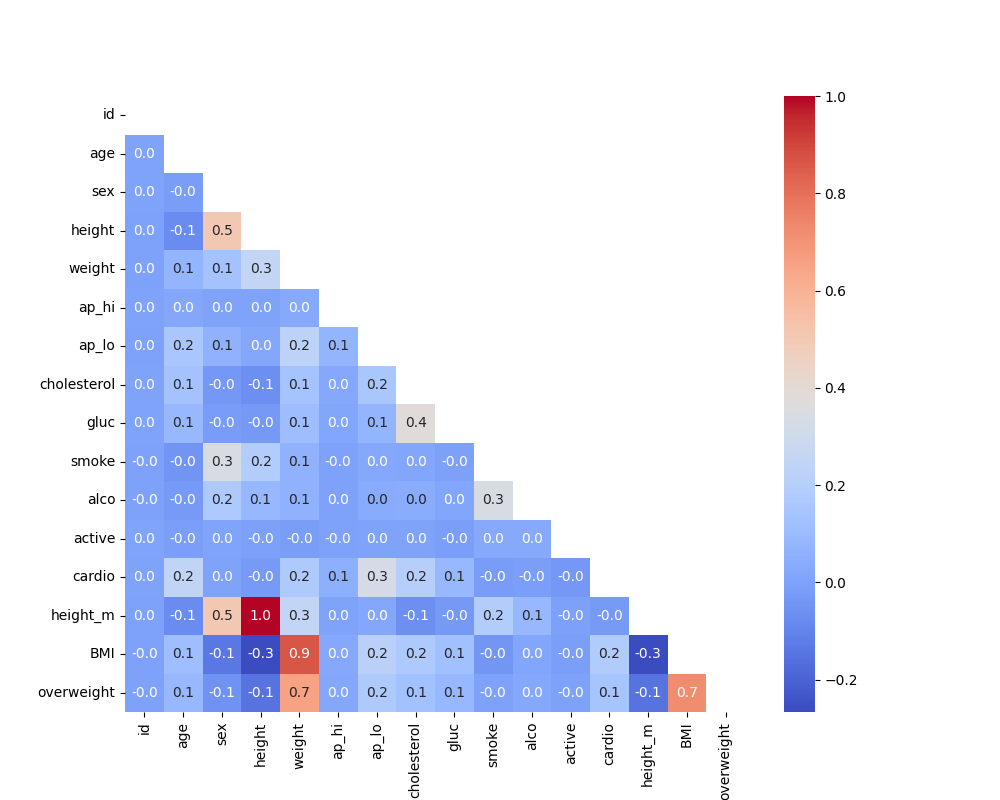 id
age 0.0
sex 0.0 -0.0
height 0.0 -0.1 0.5
weight 0.0 0.1 0.1 0.3
ap_hi 0.0 0.0 0.0 0.0 0.0
ap_lo 0.0 0.2 0.1 0.0 0.2 0.1
cholesterol 0.0 0.1 -0.0 -0.1 0.1 0.0 0.2
gluc 0.0 0.1 -0.0 -0.0 0.1 0.0 0.1 0.4
smoke -0.0 -0.0 0.3 0.2 0.1 -0.0 0.0 0.0 -0.0
alco -0.0 -0.0 0.2 0.1 0.1 0.0 0.0 0.0 0.0 0.3
active 0.0 -0.0 0.0 -0.0 -0.0 -0.0 0.0 0.0 -0.0 0.0 0.0
cardio 0.0 0.2 0.0 -0.0 0.2 0.1 0.3 0.2 0.1 -0.0 -0.0 -0.0
height_m 0.0 -0.1 0.5 1.0 0.3 0.0 0.0 -0.1 -0.0 0.2 0.1 -0.0 -0.0
BMI -0.0 0.1 -0.1 -0.3 0.9 0.0 0.2 0.2 0.1 -0.0 0.0 -0.0 0.2 -0.3
overweight -0.0 0.1 -0.1 -0.1 0.7 0.0 0.2 0.1 0.1 -0.0 0.0 -0.0 0.1 -0.1 0.7
id age sex height weight ap_hi ap_lo cholesterol gluc smoke alco active cardio height_m BMI overweight
1.0
0.8
0.6
0.4
0.2
0.0
−0.2